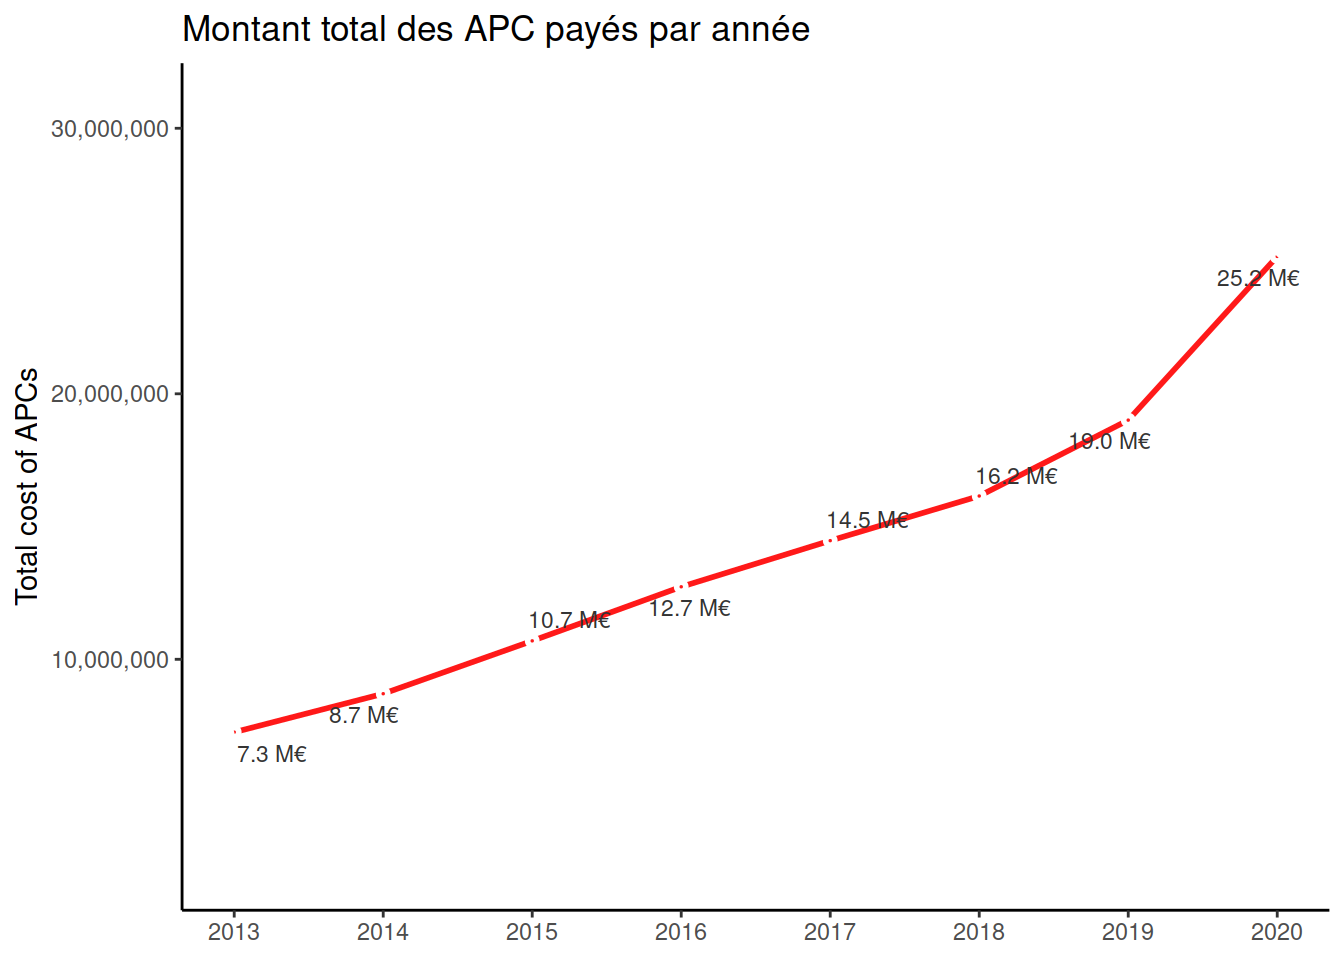 Montant total des APC payés par année
Total cost of APCs
30,000,000
20,000,000
10,000,000
25.2 M€
19.0 M€
16.2 M€
14.5 M€
12.7 M€
10.7 M€
8.7 M€
7.3 M€
2013 2014 2015 2016 2017 2018 2019 2020